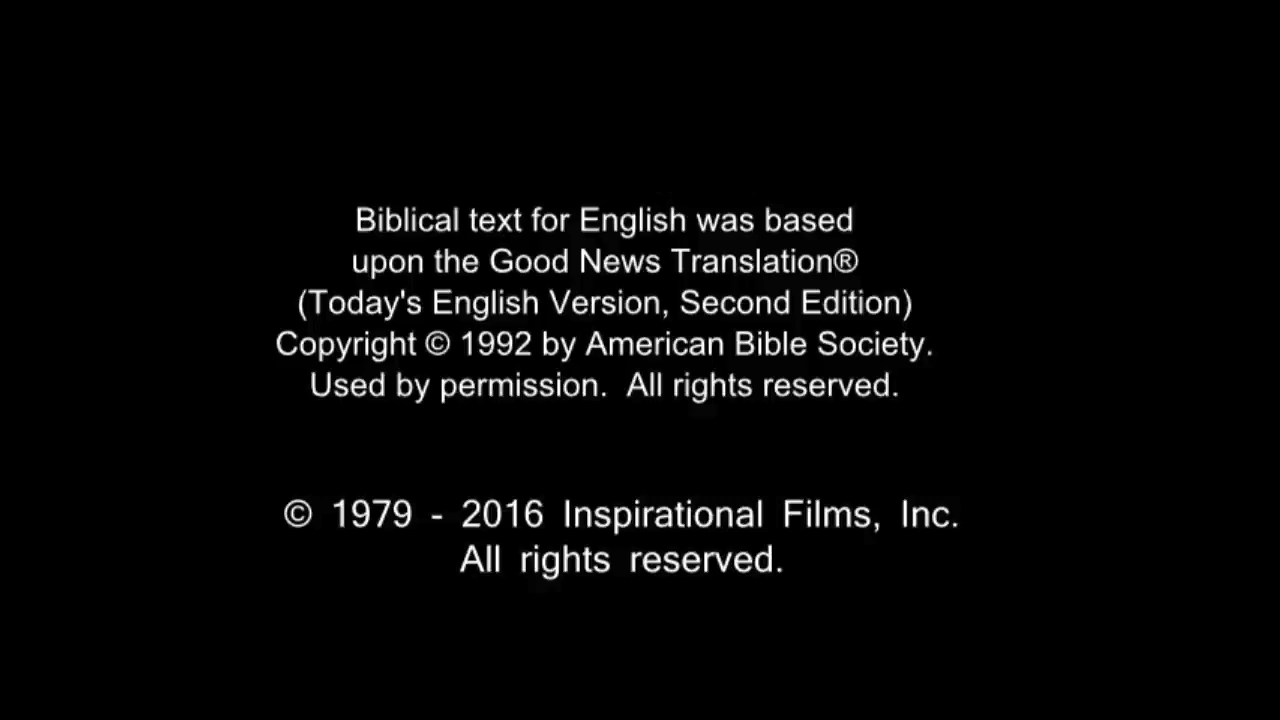 Biblical text for English was based
upon the Good News Translation®
(Today's English Version, Second Edition)
Copyright © 1992 by American Bible Society.
Used by permission.  All rights reserved.
© 1979 - 2016 Inspirational Films, Inc.
All rights reserved.